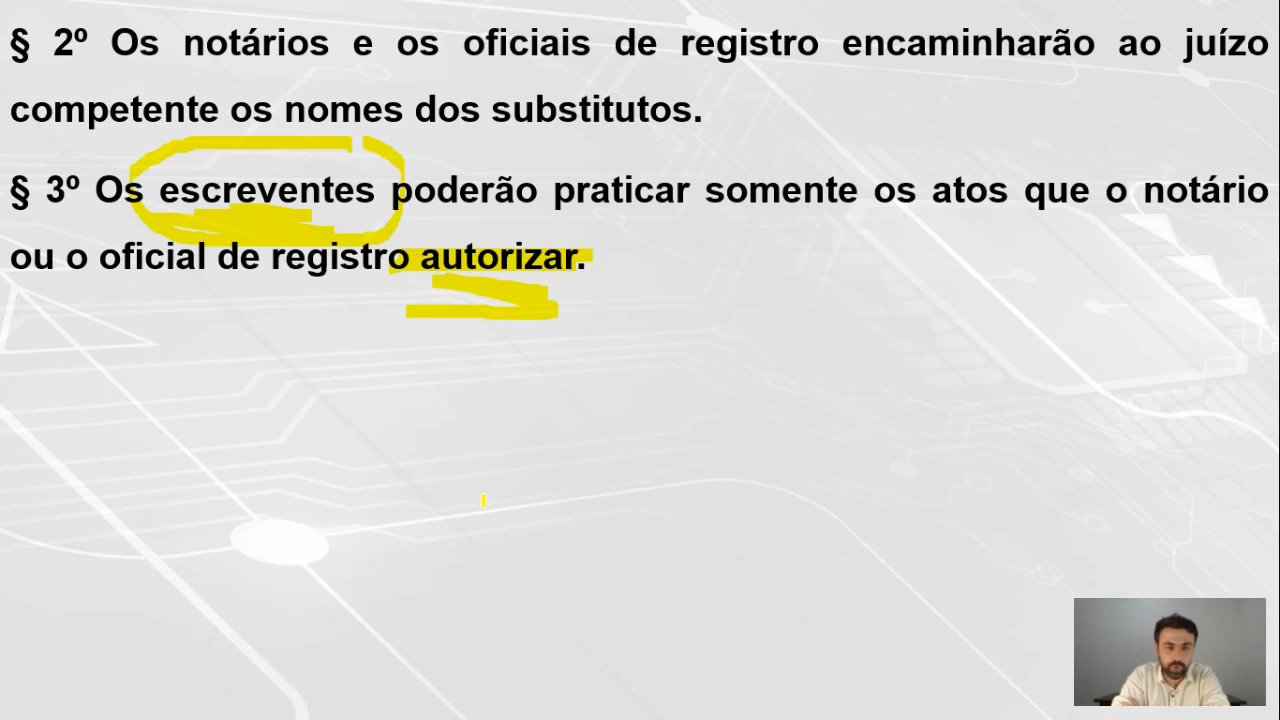 § 2º Os notários e os oficiais de registro encaminharão ao juízo
competente os nomes dos substitutos.
§ 3º Os escreventes poderão praticar somente os atos que o notário
ou o oficial de registro autorizar.